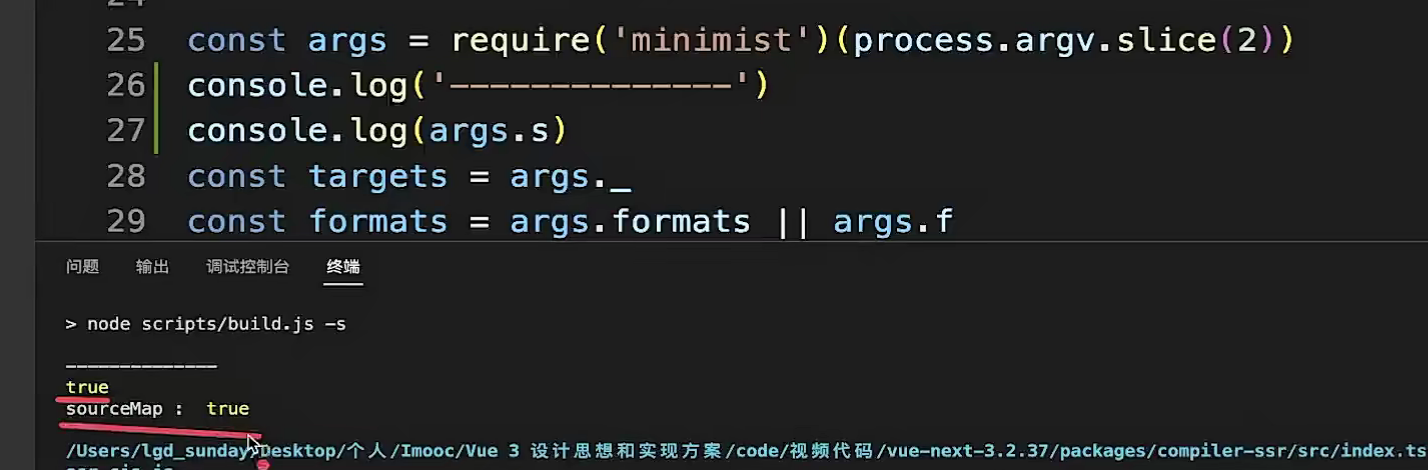 25 const args = require('minimist')(process.argv.slice(2))
26 console.log('--------------')
27 console.log(args.s)
28 const targets = args._
29 const formats = args.formats || args.f
问题 输出 调试控制台 终端
> node scripts/build.js -s
--------------
true
sourceMap : true
/Users/lgd_sunday/Desktop/个人/Imooc/Vue 3 设计思想和实现方案/code/视频代码/vue-next-3.2.37/packages/compiler-ssr/src/index.ts